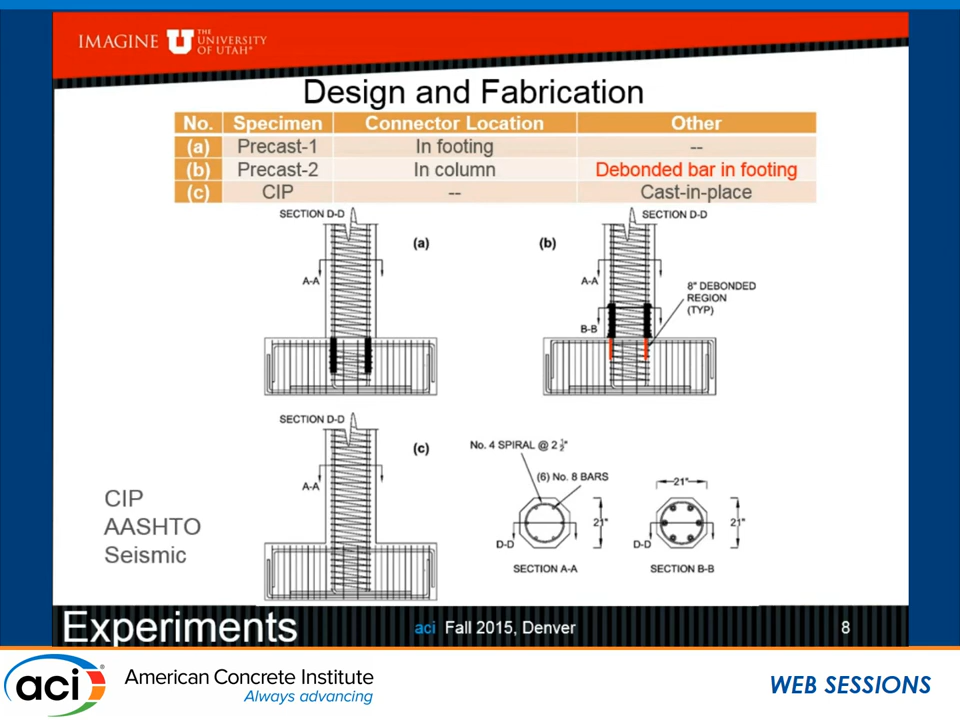 IMAGINE U THE UNIVERSITY OF UTAH®
Design and Fabrication
No. Specimen Connector Location Other
(a) Precast-1 In footing --
(b) Precast-2 In column Debonded bar in footing
(c) CIP -- Cast-in-place
SECTION D-D
(a)
A-A
(b)
SECTION D-D
A-A
B-B
8" DEBONDED
REGION
(TYP)
SECTION D-D
(c)
A-A
No. 4 SPIRAL @ 2 1/2"
(6) No. 8 BARS
21"
D-D
SECTION A-A
21"
21"
D-D
SECTION B-B
CIP
AASHTO
Seismic
Experiments
aci Fall 2015, Denver
8
aci®
American Concrete Institute
Always advancing
WEB SESSIONS